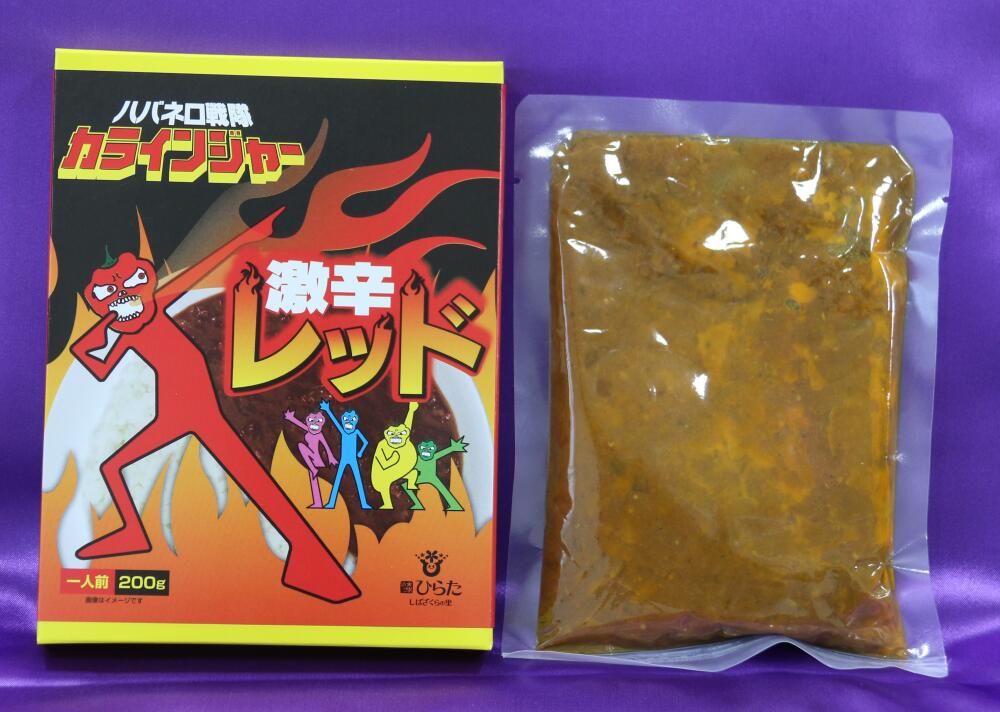 ハバネロ戦隊
カラインジャー
激辛
レッド
一人前 200g
画像はイメージです
ひらた
しばざくらの里